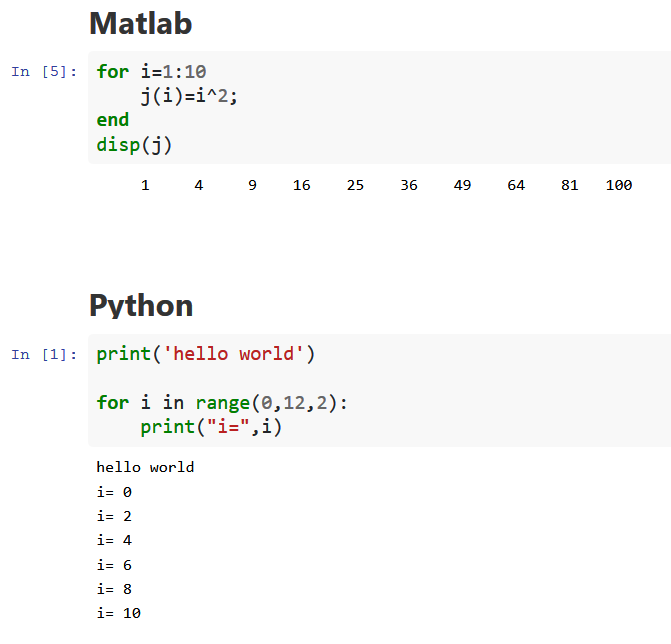 Matlab
In [5]: for i=1:10
    j(i)=i^2;
end
disp(j)
1 4 9 16 25 36 49 64 81 100
Python
In [1]: print('hello world')
for i in range(0,12,2):
    print("i=",i)
hello world
i= 0
i= 2
i= 4
i= 6
i= 8
i= 10